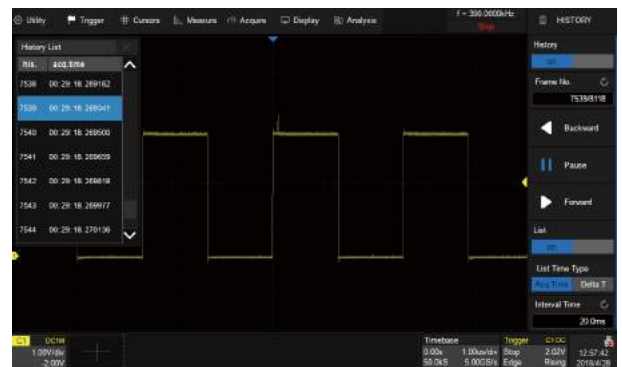 Utility Trigger Cursors Measure Acquire Display Analysis
f = 390.0000kHz
Stop
HISTORY
History List
his. acq.time
7538 00: 29: 18. 269182
7539 00: 29: 18. 269341
7540 00: 29: 18. 269500
7541 00: 29: 18. 269659
7542 00: 29: 18. 269818
7543 00: 29: 18. 269977
7544 00: 29: 18. 270136
History
on
Frame No.
7539/8118
Backward
Pause
Forward
List
on
List Time Type
Acq Time Delta T
Interval Time
20.0ms
C1 DC1M
1.00V/div
-2.00V
Timebase
0.00s 1.00us/div
50.0kS 5.00GS/s
Trigger C1 DC
Stop 2.02V
Edge Rising
12:57:42
2018/4/28